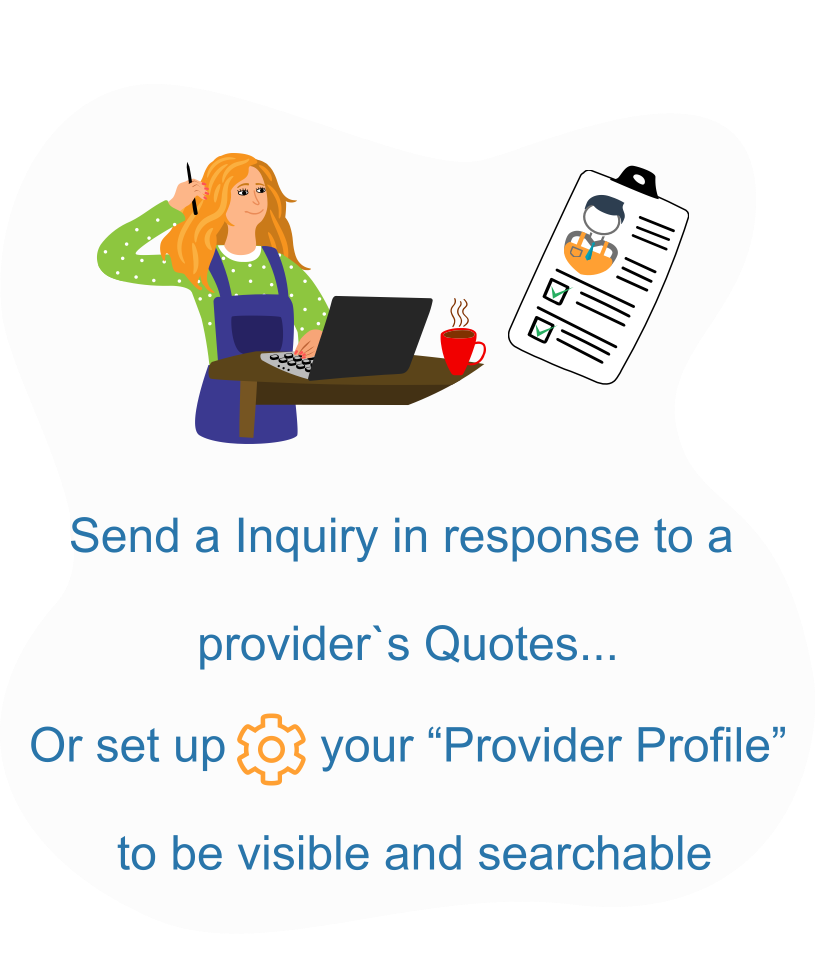 Send a Inquiry in response to a
provider`s Quotes...
Or set up your “Provider Profile”
to be visible and searchable